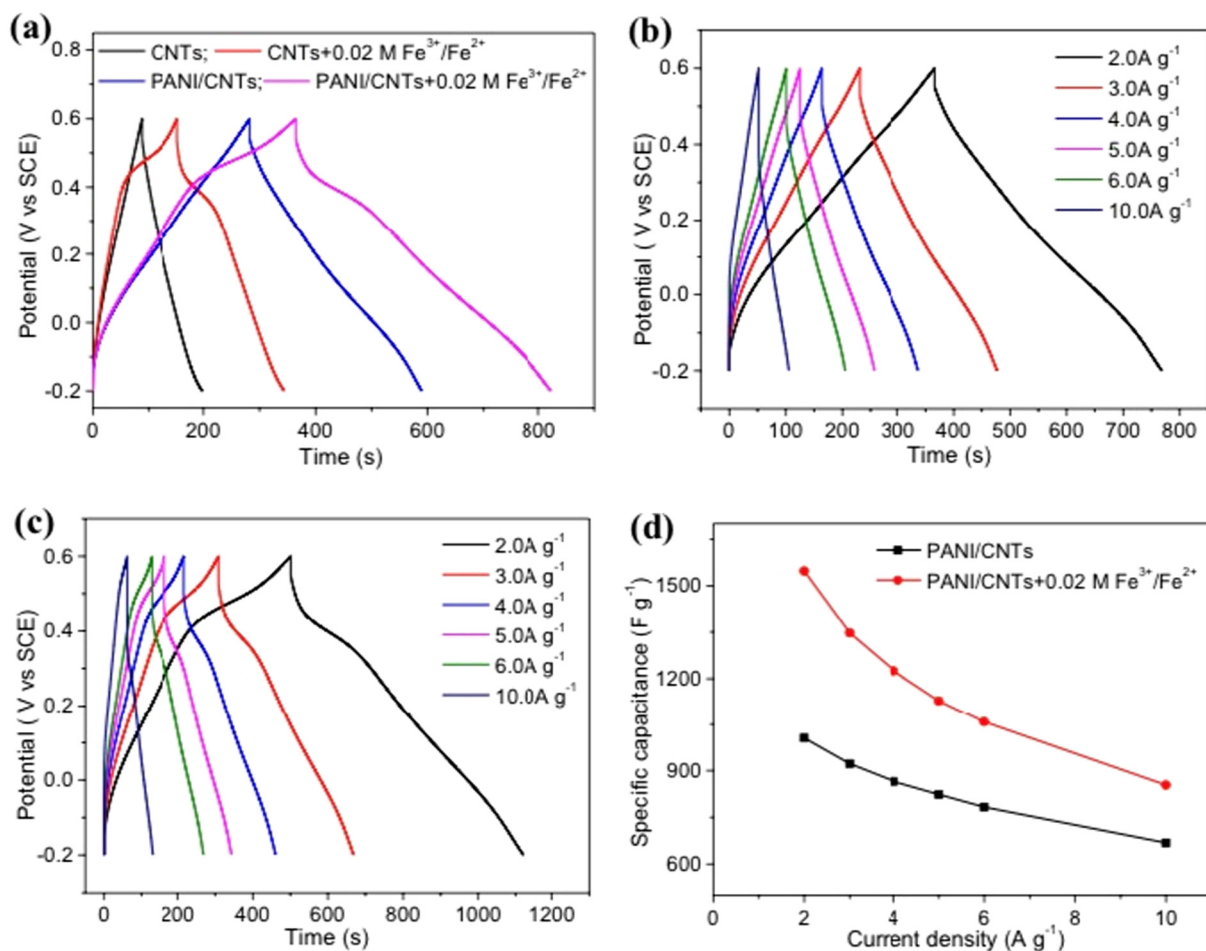 (a)
CNTs; CNTs+0.02 M Fe³⁺/Fe²⁺
PANI/CNTs; PANI/CNTs+0.02 M Fe³⁺/Fe²⁺
Potential (V vs SCE)
0.8
0.6
0.4
0.2
0.0
-0.2
0 200 400 600 800
Time (s)
(b)
2.0A g⁻¹
3.0A g⁻¹
4.0A g⁻¹
5.0A g⁻¹
6.0A g⁻¹
10.0A g⁻¹
Potential ( V vs SCE)
0.6
0.4
0.2
0.0
-0.2
0 100 200 300 400 500 600 700 800
Time (s)
(c)
2.0A g⁻¹
3.0A g⁻¹
4.0A g⁻¹
5.0A g⁻¹
6.0A g⁻¹
10.0A g⁻¹
Potential ( V vs SCE)
0.6
0.4
0.2
0.0
-0.2
0 200 400 600 800 1000 1200
Time (s)
(d)
PANI/CNTs
PANI/CNTs+0.02 M Fe³⁺/Fe²⁺
Specific capacitance (F g⁻¹)
1500
1200
900
600
0 2 4 6 8 10
Current density (A g⁻¹)